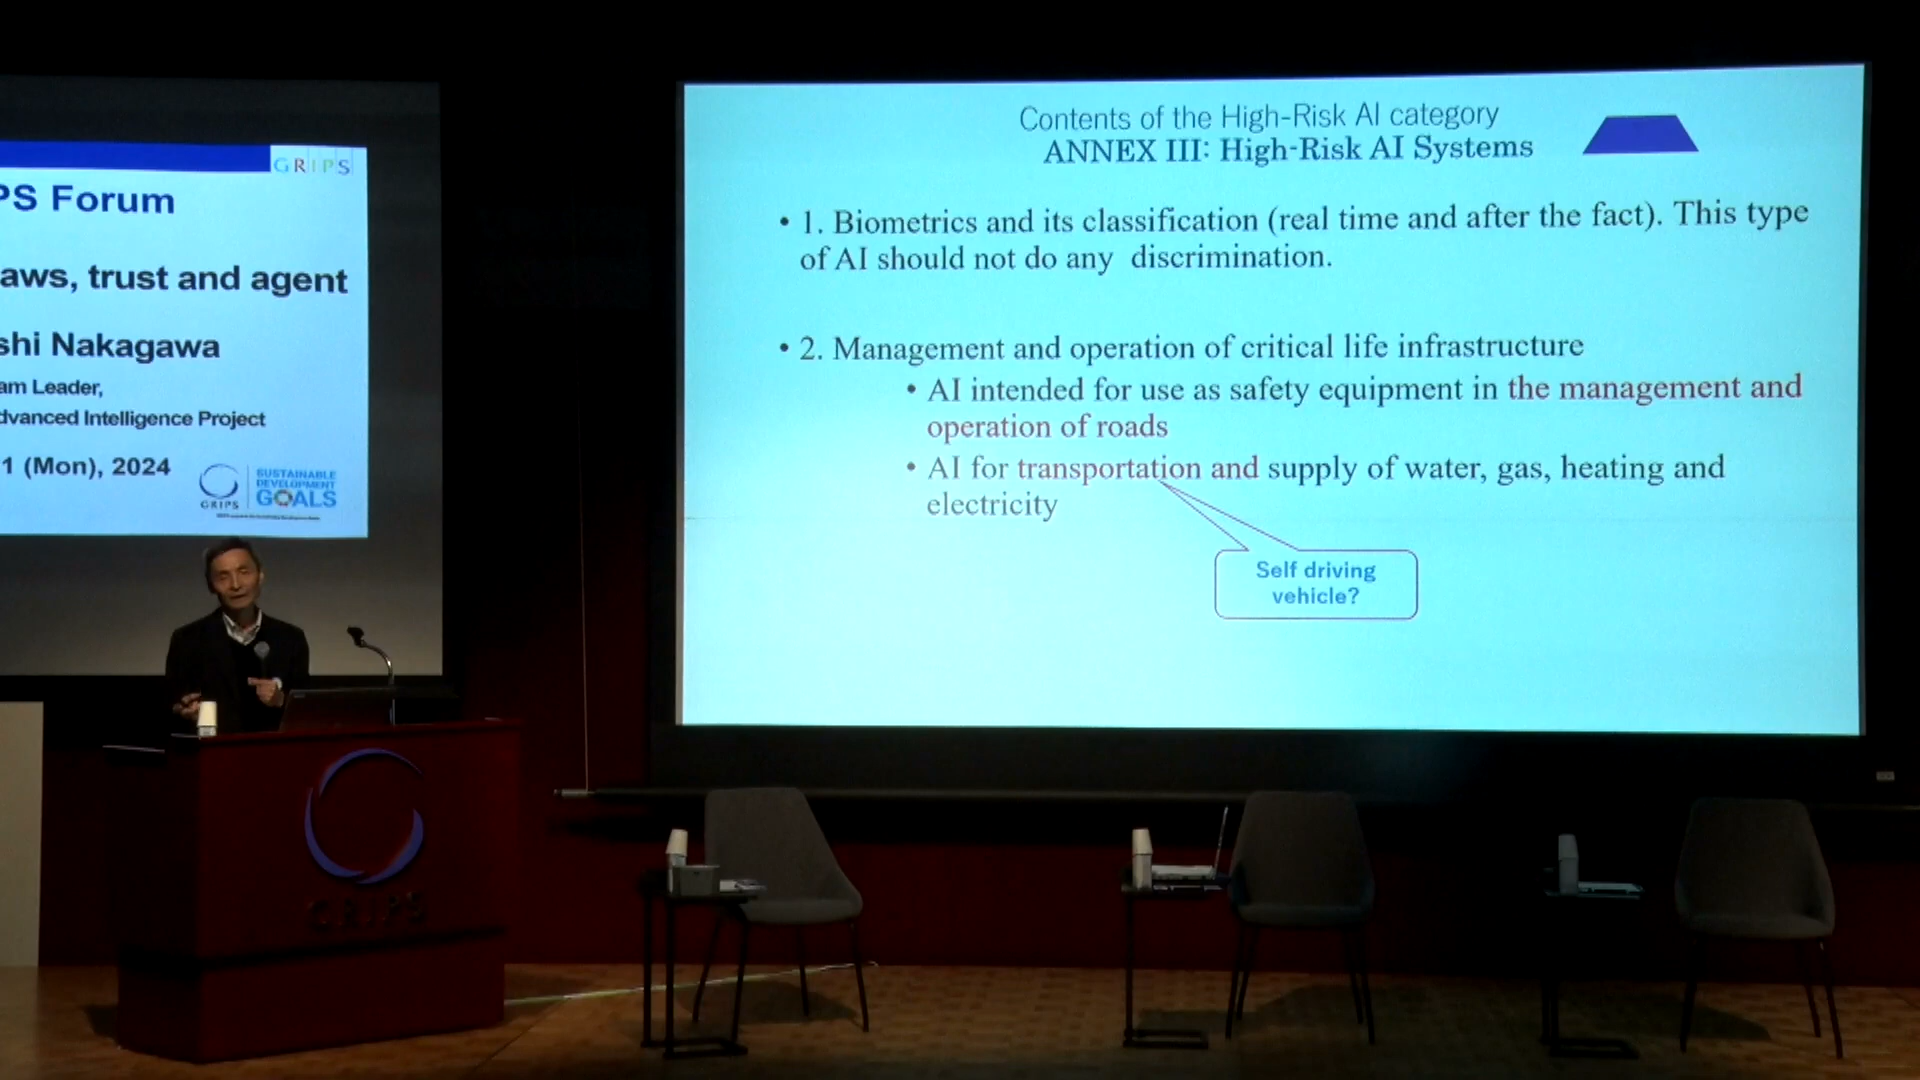 GRIPS
PS Forum
aws, trust and agent
shi Nakagawa
am Leader,
dvanced Intelligence Project
1 (Mon), 2024
GRIPS
SUSTAINABLE
DEVELOPMENT
GOALS
Contents of the High-Risk AI category
ANNEX III: High-Risk AI Systems
• 1. Biometrics and its classification (real time and after the fact). This type
of AI should not do any discrimination.
• 2. Management and operation of critical life infrastructure
• AI intended for use as safety equipment in the management and
operation of roads
• AI for transportation and supply of water, gas, heating and
electricity
Self driving
vehicle?
GRIPS